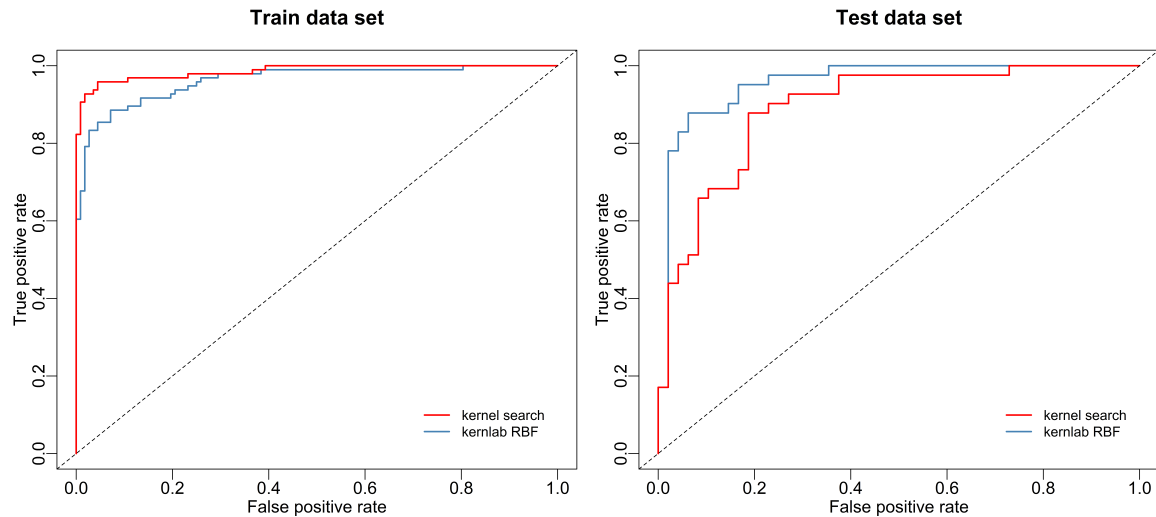 Train data set
True positive rate
1.0
0.8
0.6
0.4
0.2
0.0
kernel search
kernlab RBF
0.0 0.2 0.4 0.6 0.8 1.0
False positive rate
Test data set
True positive rate
1.0
0.8
0.6
0.4
0.2
0.0
kernel search
kernlab RBF
0.0 0.2 0.4 0.6 0.8 1.0
False positive rate